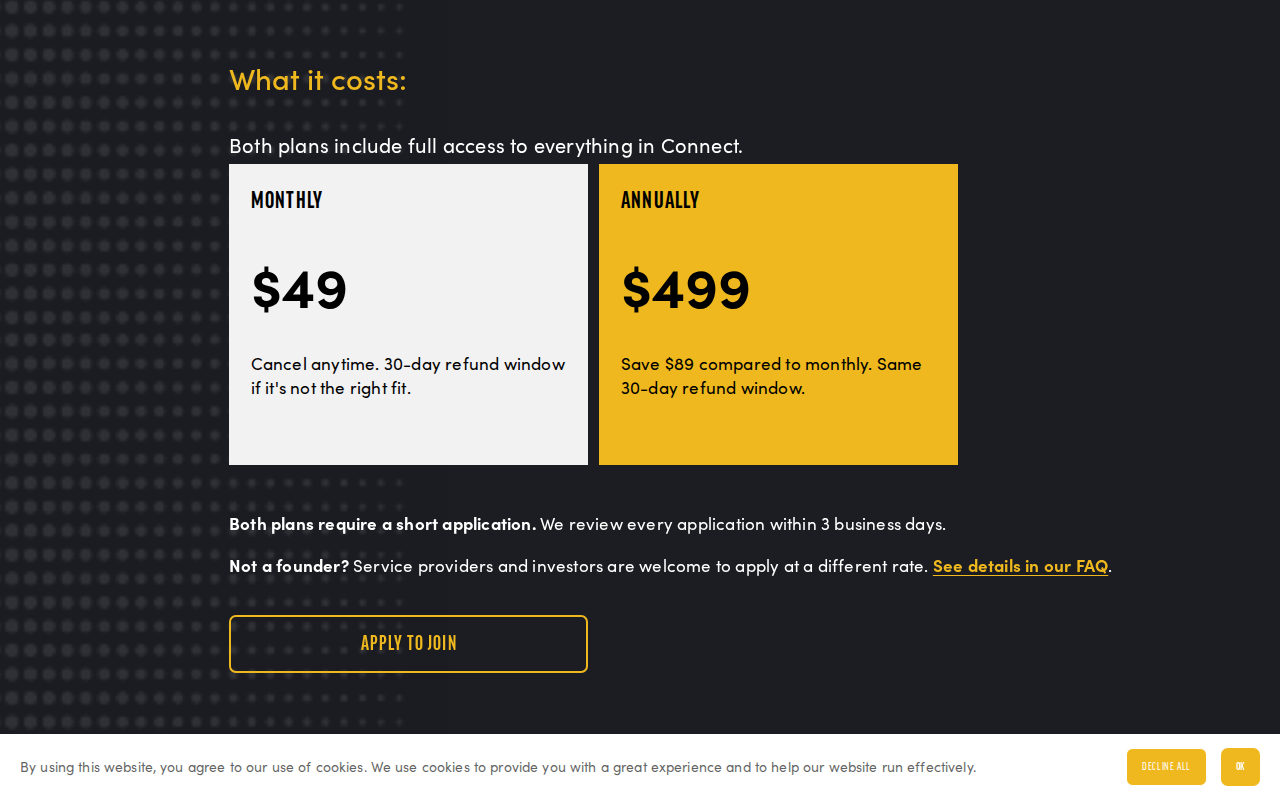 What it costs:
Both plans include full access to everything in Connect.
MONTHLY
$49
Cancel anytime. 30-day refund window
if it's not the right fit.
ANNUALLY
$499
Save $89 compared to monthly. Same
30-day refund window.
Both plans require a short application. We review every application within 3 business days.
Not a founder? Service providers and investors are welcome to apply at a different rate. See details in our FAQ.
APPLY TO JOIN
By using this website, you agree to our use of cookies. We use cookies to provide you with a great experience and to help our website run effectively.
DECLINE ALL
OK